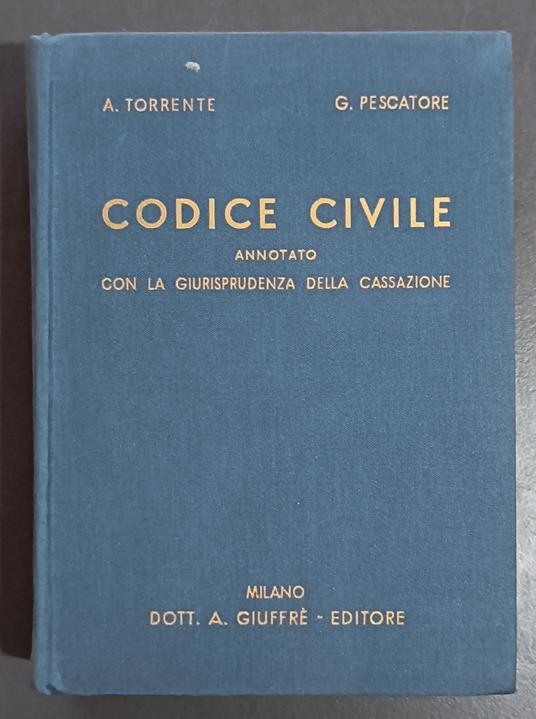 A. TORRENTE G. PESCATORE
CODICE CIVILE
ANNOTATO
CON LA GIURISPRUDENZA DELLA CASSAZIONE
MILANO
DOTT. A. GIUFFRÈ - EDITORE